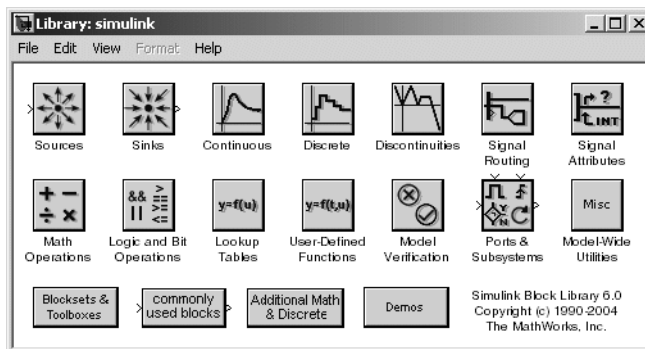 Library: simulink
File Edit View Format Help
Sources Sinks Continuous Discrete Discontinuities Signal Routing Signal Attributes
? INT
+ − ÷ × && || > == >= <= y=f(u) y=f(t,u) Y N Misc
Math Operations Logic and Bit Operations Lookup Tables User-Defined Functions Model Verification Ports & Subsystems Model-Wide Utilities
Blocksets & Toolboxes
commonly used blocks
Additional Math & Discrete
Demos
Simulink Block Library 6.0
Copyright (c) 1990-2004
The MathWorks, Inc.